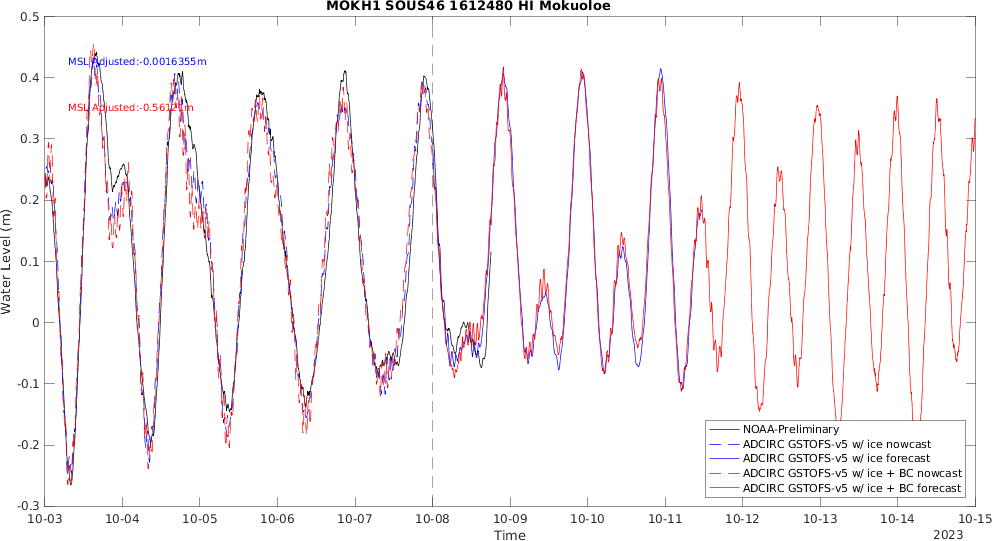 MOKH1 SOUS46 1612480 HI Mokuoloe
0.5
0.4
0.3
0.2
0.1
0
-0.1
-0.2
-0.3
Water Level (m)
MSL Adjusted:-0.0016355m
MSL Adjusted:
NOAA-Preliminary
ADCIRC GSTOFS-v5 w/ ice nowcast
ADCIRC GSTOFS-v5 w/ ice forecast
ADCIRC GSTOFS-v5 w/ ice + BC nowcast
ADCIRC GSTOFS-v5 w/ ice + BC forecast
10-03 10-04 10-05 10-06 10-07 10-08 10-09 10-10 10-11 10-12 10-13 10-14 10-15
Time
2023